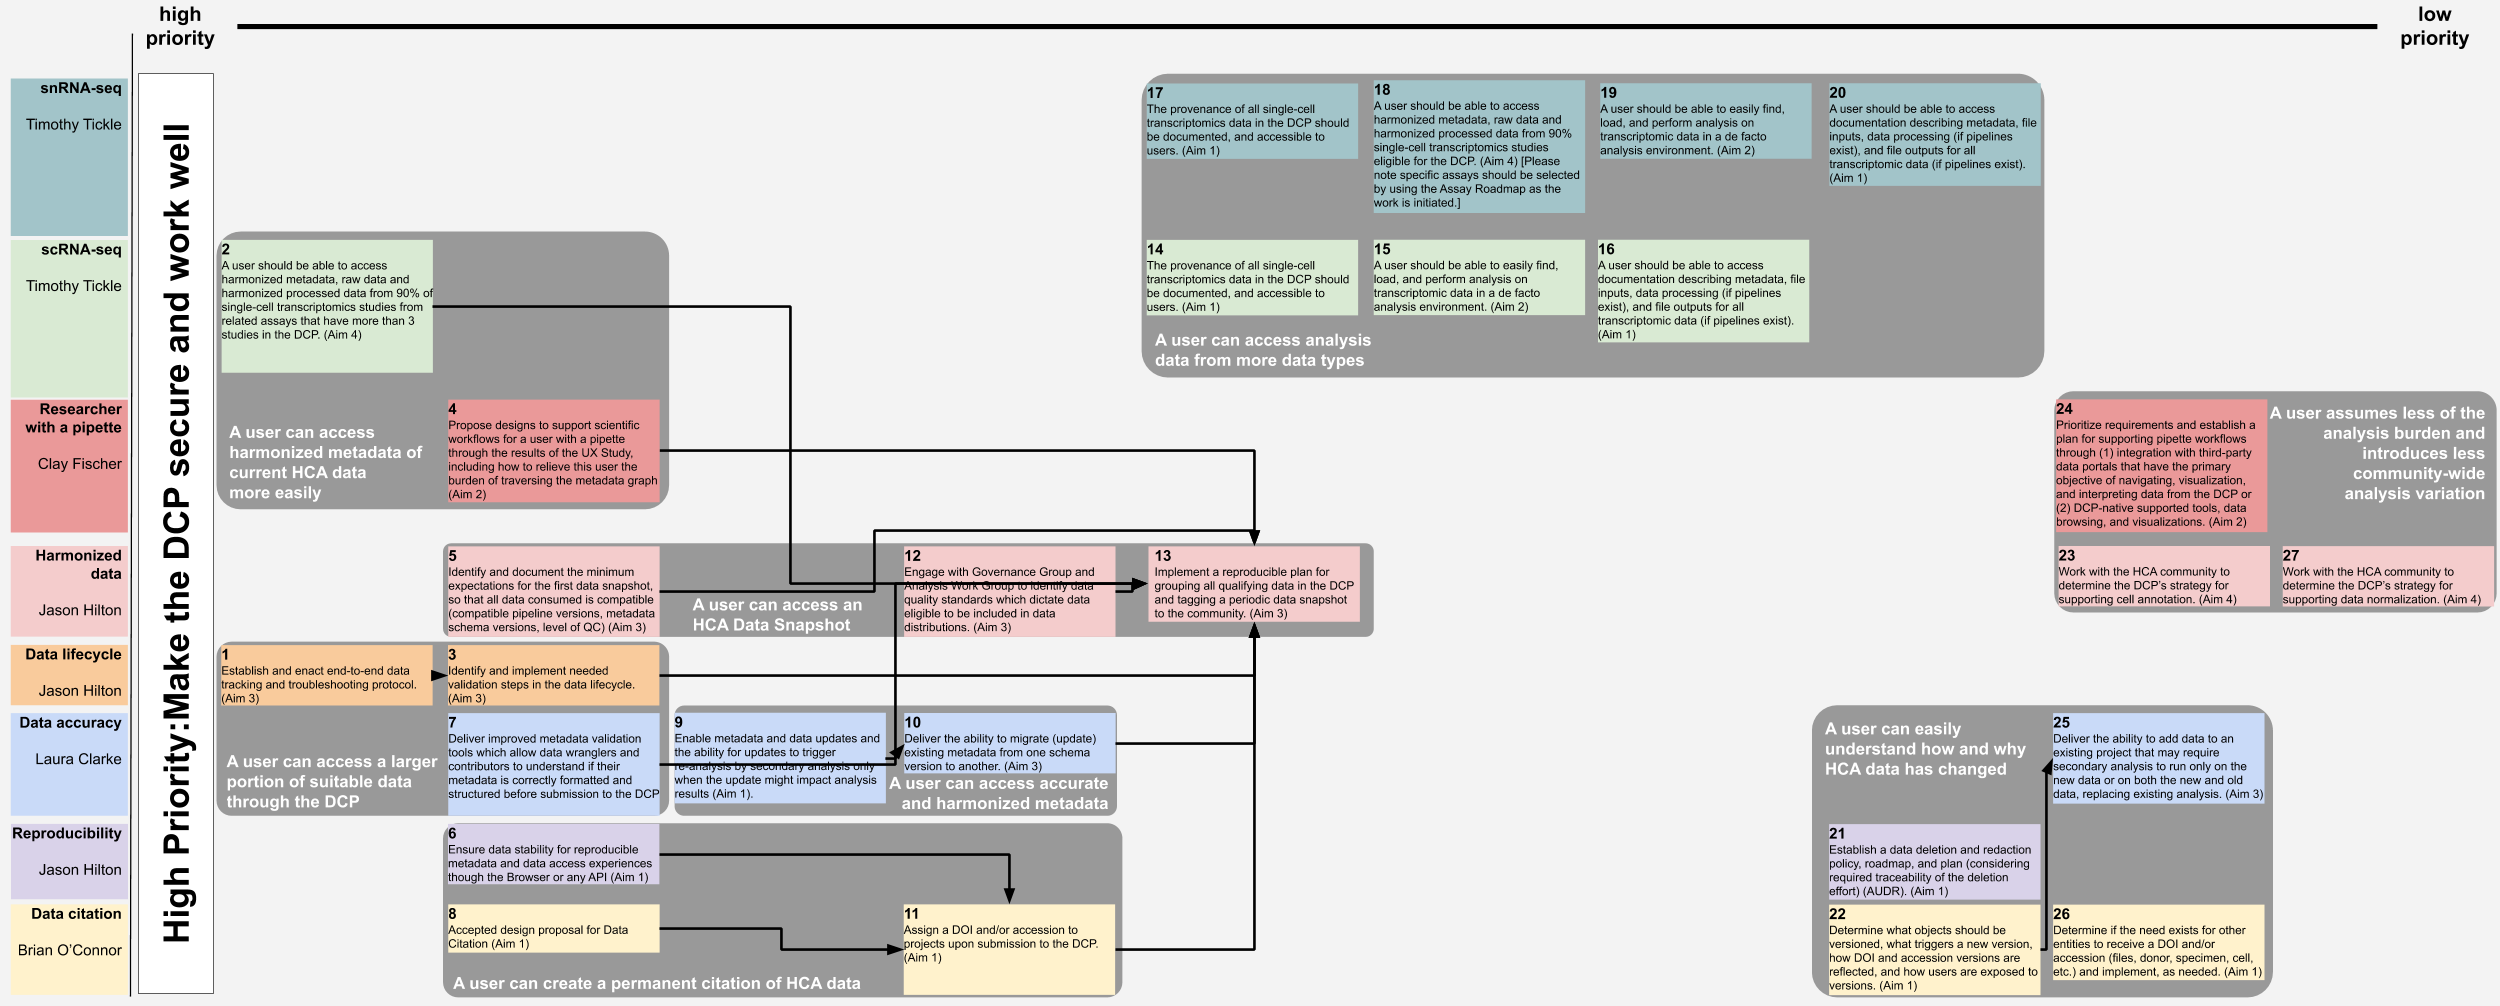 high
priority
low
priority
High Priority:Make the DCP secure and work well
snRNA-seq
Timothy Tickle
17
The provenance of all single-cell
transcriptomics data in the DCP should
be documented, and accessible to
users. (Aim 1)
18
A user should be able to access
harmonized metadata, raw data and
harmonized processed data from 90%
single-cell transcriptomics studies
eligible for the DCP. (Aim 4) [Please
note specific assays should be selected
by using the Assay Roadmap as the
work is initiated.]
19
A user should be able to easily find,
load, and perform analysis on
transcriptomic data in a de facto
analysis environment. (Aim 2)
20
A user should be able to access
documentation describing metadata, file
inputs, data processing (if pipelines
exist), and file outputs for all
transcriptomic data (if pipelines exist).
(Aim 1)
scRNA-seq
Timothy Tickle
2
A user should be able to access
harmonized metadata, raw data and
harmonized processed data from 90% of
single-cell transcriptomics studies from
related assays that have more than 3
studies in the DCP. (Aim 4)
14
The provenance of all single-cell
transcriptomics data in the DCP should
be documented, and accessible to
users. (Aim 1)
15
A user should be able to easily find,
load, and perform analysis on
transcriptomic data in a de facto
analysis environment. (Aim 2)
16
A user should be able to access
documentation describing metadata, file
inputs, data processing (if pipelines
exist), and file outputs for all
transcriptomic data (if pipelines exist).
(Aim 1)
A user can access analysis
data from more data types
Researcher
with a pipette
Clay Fischer
A user can access
harmonized metadata of
current HCA data
more easily
4
Propose designs to support scientific
workflows for a user with a pipette
through the results of the UX Study,
including how to relieve this user the
burden of traversing the metadata graph
(Aim 2)
24
Prioritize requirements and establish a
plan for supporting pipette workflows
through (1) integration with third-party
data portals that have the primary
objective of navigating, visualization,
and interpreting data from the DCP or
(2) DCP-native supported tools, data
browsing, and visualizations. (Aim 2)
A user assumes less of the
analysis burden and
introduces less
community-wide
analysis variation
Harmonized
data
Jason Hilton
5
Identify and document the minimum
expectations for the first data snapshot,
so that all data consumed is compatible
(compatible pipeline versions, metadata
schema versions, level of QC) (Aim 3)
A user can access an
HCA Data Snapshot
12
Engage with Governance Group and
Analysis Work Group to identify data
quality standards which dictate data
eligible to be included in data
distributions. (Aim 3)
13
Implement a reproducible plan for
grouping all qualifying data in the DCP
and tagging a periodic data snapshot
to the community. (Aim 3)
23
Work with the HCA community to
determine the DCP's strategy for
supporting cell annotation. (Aim 4)
27
Work with the HCA community to
determine the DCP's strategy for
supporting data normalization. (Aim 4)
Data lifecycle
Jason Hilton
1
Establish and enact end-to-end data
tracking and troubleshooting protocol.
(Aim 3)
3
Identify and implement needed
validation steps in the data lifecycle.
(Aim 3)
Data accuracy
Laura Clarke
A user can access a larger
portion of suitable data
through the DCP
7
Deliver improved metadata validation
tools which allow data wranglers and
contributors to understand if their
metadata is correctly formatted and
structured before submission to the DCP
9
Enable metadata and data updates and
the ability for updates to trigger
re-analysis by secondary analysis only
when the update might impact analysis
results (Aim 1).
10
Deliver the ability to migrate (update)
existing metadata from one schema
version to another. (Aim 3)
A user can access accurate
and harmonized metadata
A user can easily
understand how and why
HCA data has changed
25
Deliver the ability to add data to an
existing project that may require
secondary analysis to run only on the
new data or on both the new and old
data, replacing existing analysis. (Aim 3)
Reproducibility
Jason Hilton
6
Ensure data stability for reproducible
metadata and data access experiences
though the Browser or any API (Aim 1)
21
Establish a data deletion and redaction
policy, roadmap, and plan (considering
required traceability of the deletion
effort) (AUDR). (Aim 1)
Data citation
Brian O'Connor
8
Accepted design proposal for Data
Citation (Aim 1)
11
Assign a DOI and/or accession to
projects upon submission to the DCP.
(Aim 1)
A user can create a permanent citation of HCA data
22
Determine what objects should be
versioned, what triggers a new version,
how DOI and accession versions are
reflected, and how users are exposed to
versions. (Aim 1)
26
Determine if the need exists for other
entities to receive a DOI and/or
accession (files, donor, specimen, cell,
etc.) and implement, as needed. (Aim 1)